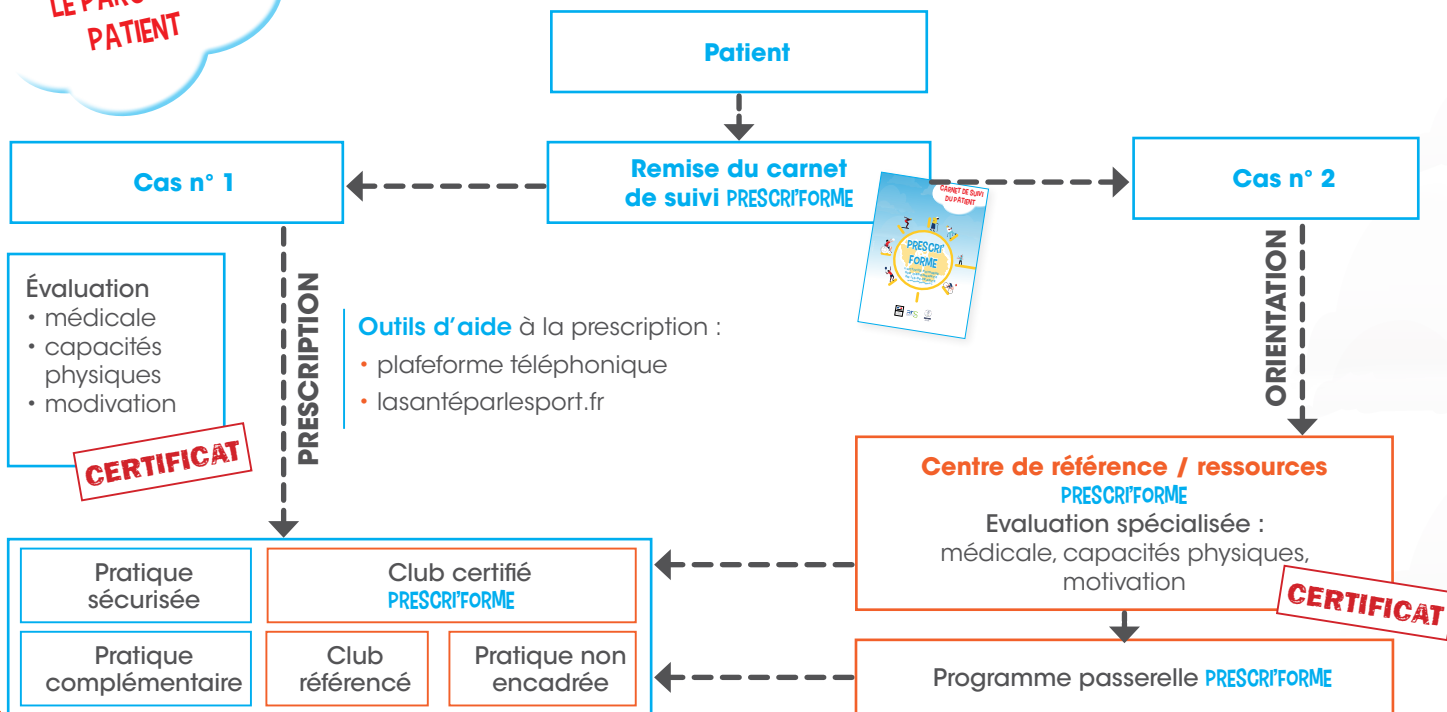 PATIENT
Patient
Cas n° 1
Remise du carnet
de suivi PRESCRI'FORME
Cas n° 2
CARNET DE SUIVI
DU PATIENT
PRESCRI'
FORME
Évaluation
• médicale
• capacités
physiques
• modivation
CERTIFICAT
PRESCRIPTION
Outils d'aide à la prescription :
• plateforme téléphonique
• lasantéparlesport.fr
ORIENTATION
Centre de référence / ressources
PRESCRI'FORME
Evaluation spécialisée :
médicale, capacités physiques,
motivation
CERTIFICAT
Pratique
sécurisée
Club certifié
PRESCRI'FORME
Pratique
complémentaire
Club
référencé
Pratique non
encadrée
Programme passerelle PRESCRI'FORME